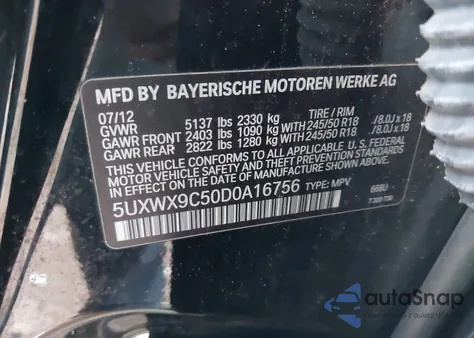 MFD BY BAYERISCHE MOTOREN WERKE AG
07/12 TIRE / RIM
GVWR 5137 lbs 2330 kg
GAWR FRONT 2403 lbs 1090 kg W/ 245/50 R18 /8.0J x 18
GAWR REAR 2822 lbs 1280 kg W/ 245/50 R18 /8.0J x 18
THIS VEHICLE CONFORMS TO ALL APPLICABLE U.S. FEDERAL
MOTOR VEHICLE SAFETY, BUMPER, AND THEFT PREVENTION
STANDARDS IN EFFECT ON THE DATE OF MANUFACTURE SHOWN ABOVE.
5UXWX9C50D0A16756 TYPE: MPV
autoSnap